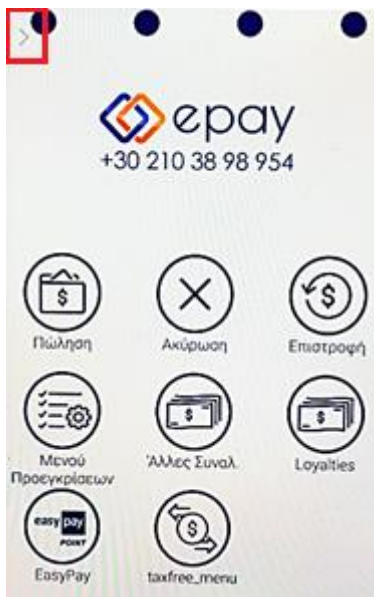 epay
+30 210 38 98 954
Πώληση
Ακύρωση
Επιστροφή
Μενού
Προεγκρίσεων
Άλλες Συναλ.
Loyalties
easy pay
POINT
EasyPay
taxfree_menu